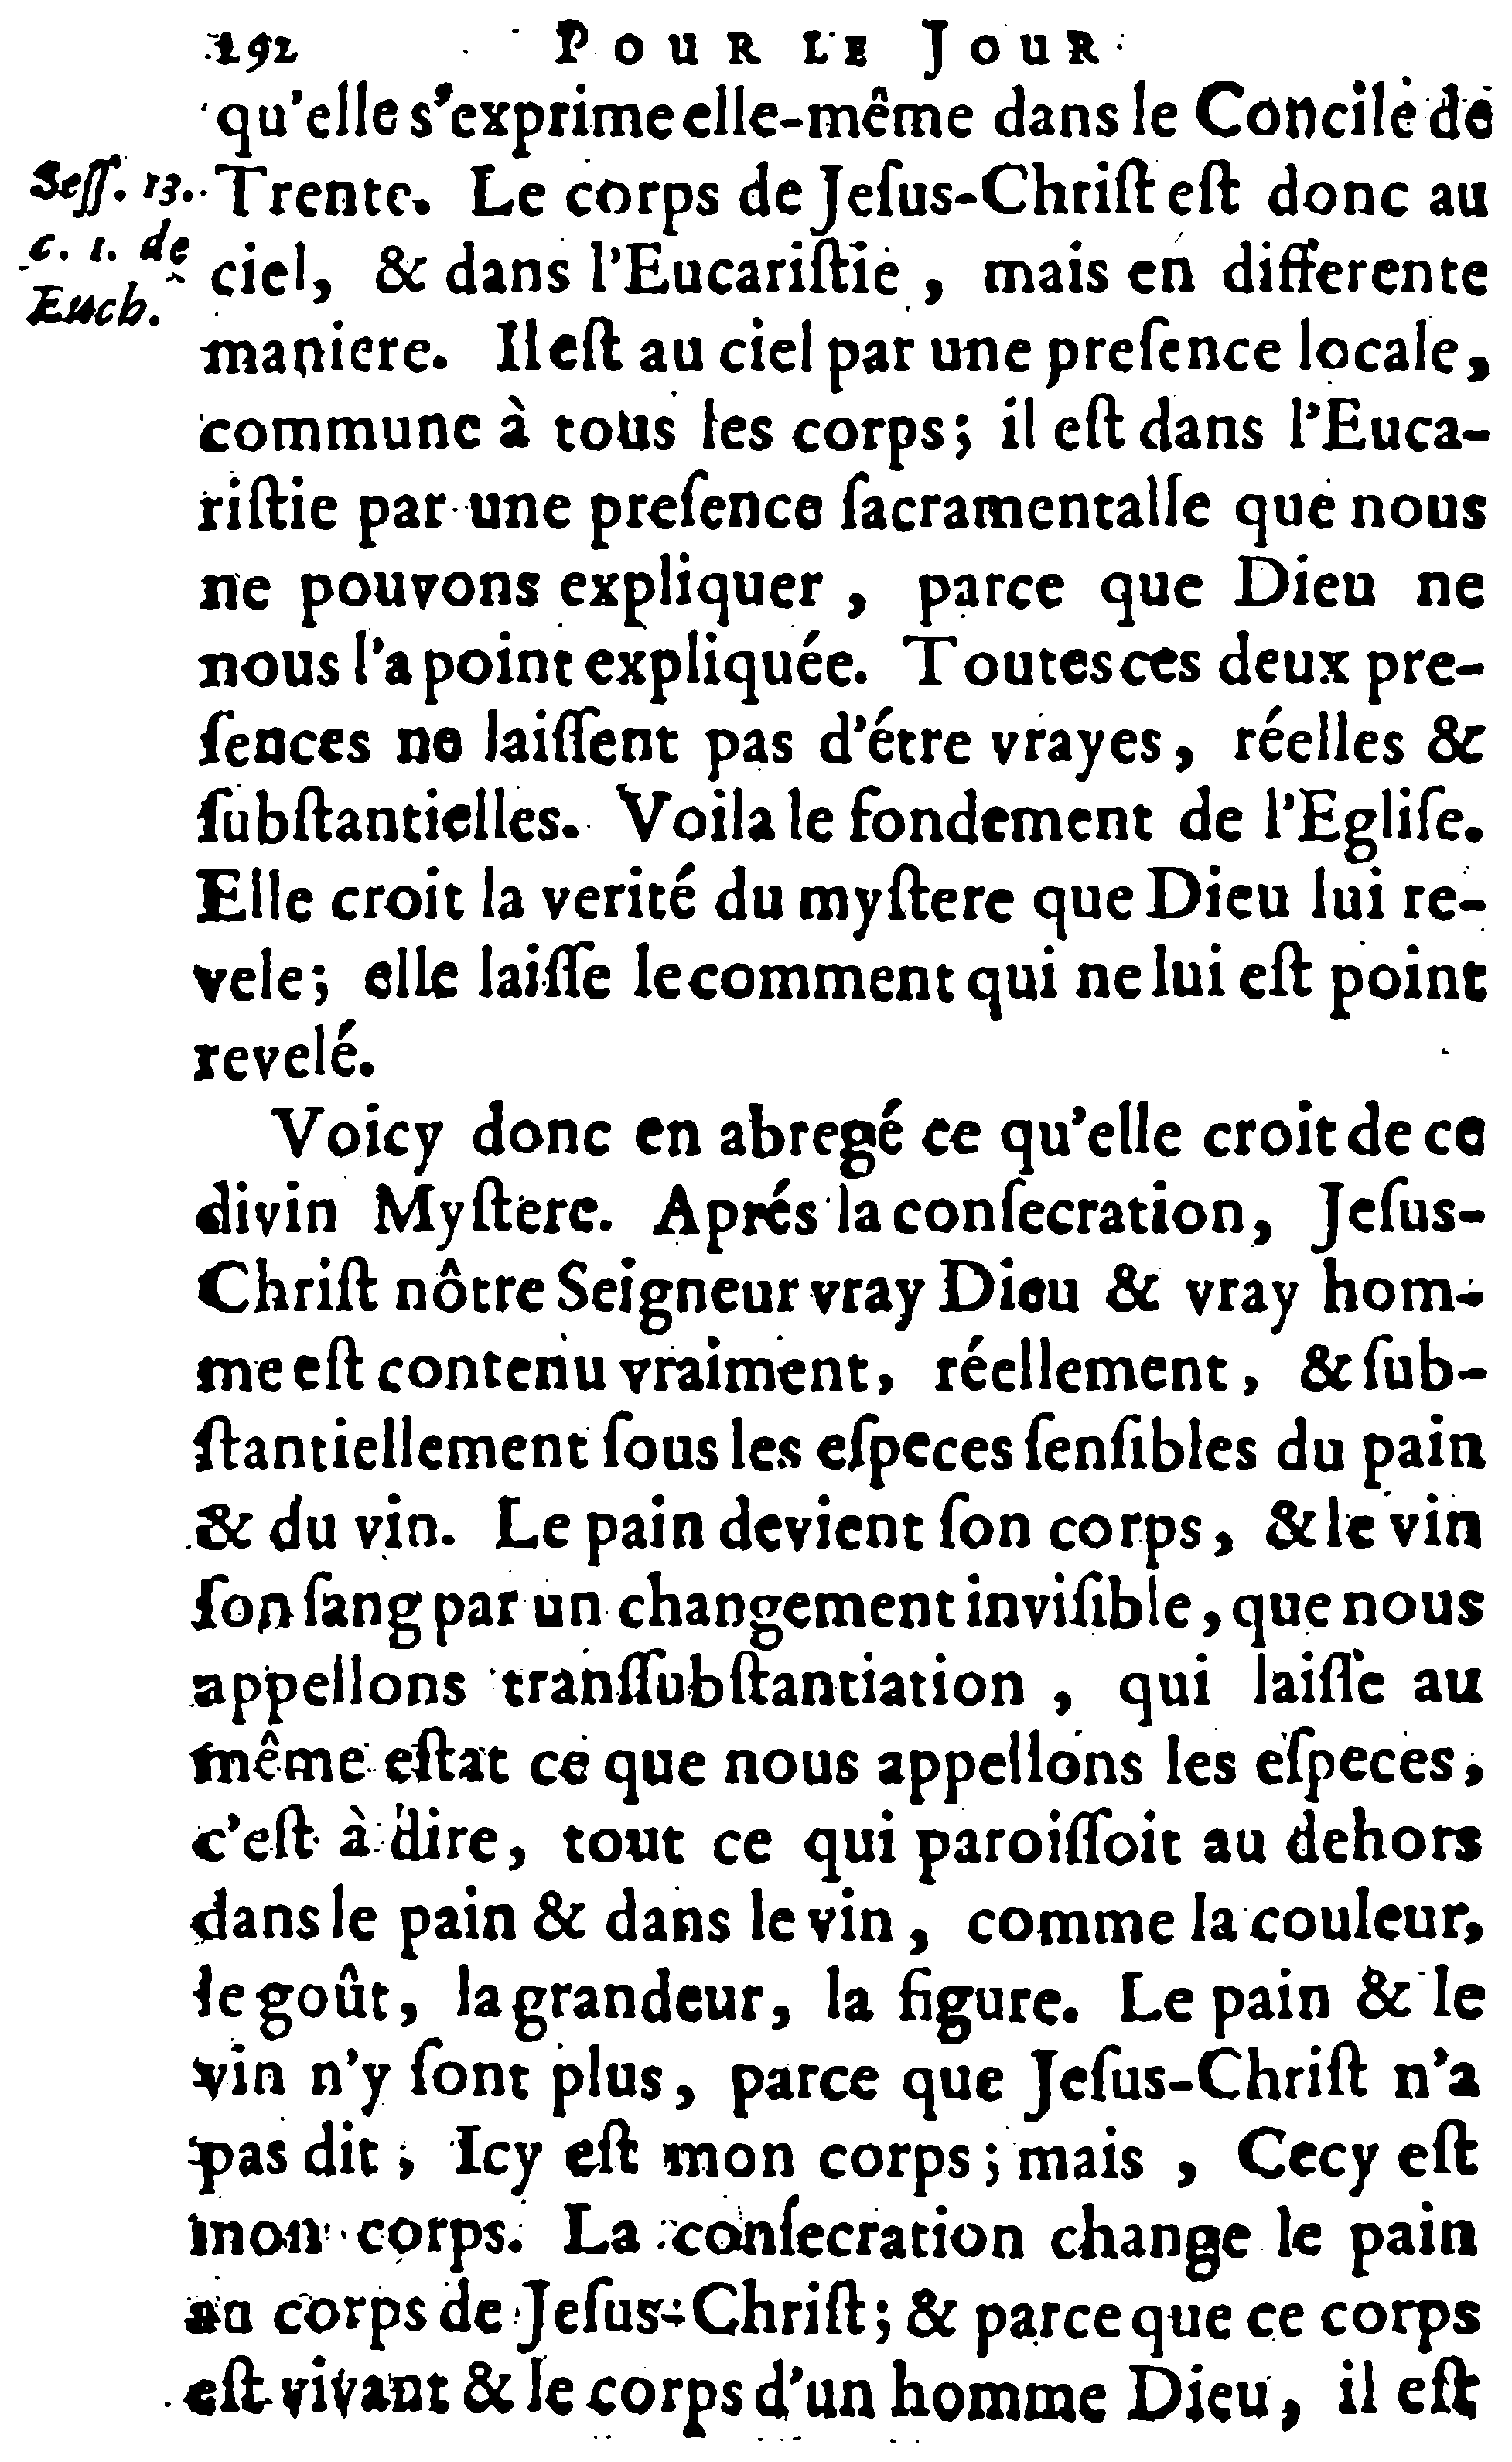 192 POUR LE JOUR
qu'elle s'exprime elle-même dans le Concile de
Seſſ. 13. Trente. Le corps de Jeſus-Chriſt eſt donc au
c. 1. de ciel, & dans l'Eucariſtie, mais en differente
Euch. maniere. Il eſt au ciel par une preſence locale,
commune à tous les corps; il eſt dans l'Euca-
riſtie par une preſence ſacramentalle que nous
ne pouvons expliquer, parce que Dieu ne
nous l'a point expliquée. Toutes ces deux pre-
ſences ne laiſſent pas d'étre vrayes, réelles &
ſubſtantielles. Voila le fondement de l'Egliſe.
Elle croit la verité du myſtere que Dieu lui re-
vele; elle laiſſe le comment qui ne lui eſt point
revelé.
Voicy donc en abregé ce qu'elle croit de ce
divin Myſtere. Aprés la conſecration, Jeſus-
Chriſt nôtre Seigneur vray Dieu & vray hom-
me eſt contenu vraiment, réellement, & ſub-
ſtantiellement ſous les eſpeces ſenſibles du pain
& du vin. Le pain devient ſon corps, & le vin
ſon ſang par un changement inviſible, que nous
appellons tranſſubſtantiation, qui laiſſe au
même eſtat ce que nous appellons les eſpeces,
c'eſt à dire, tout ce qui paroiſſoit au dehors
dans le pain & dans le vin, comme la couleur,
le goût, la grandeur, la figure. Le pain & le
vin n'y ſont plus, parce que Jeſus-Chriſt n'a
pas dit, Icy eſt mon corps; mais, Cecy eſt
mon corps. La conſecration change le pain
au corps de Jeſus-Chriſt; & parce que ce corps
eſt vivant & le corps d'un homme Dieu, il eſt